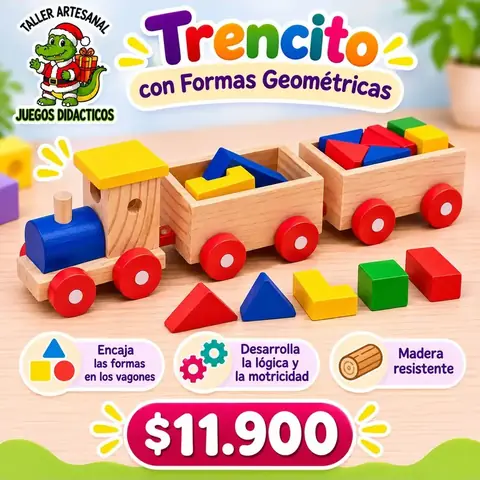 TALLER ARTESANAL
JUEGOS DIDACTICOS
Trencito
con Formas Geométricas
Encaja
las formas
en los vagones
Desarrolla
la lógica y
la motricidad
Madera
resistente
$11.900